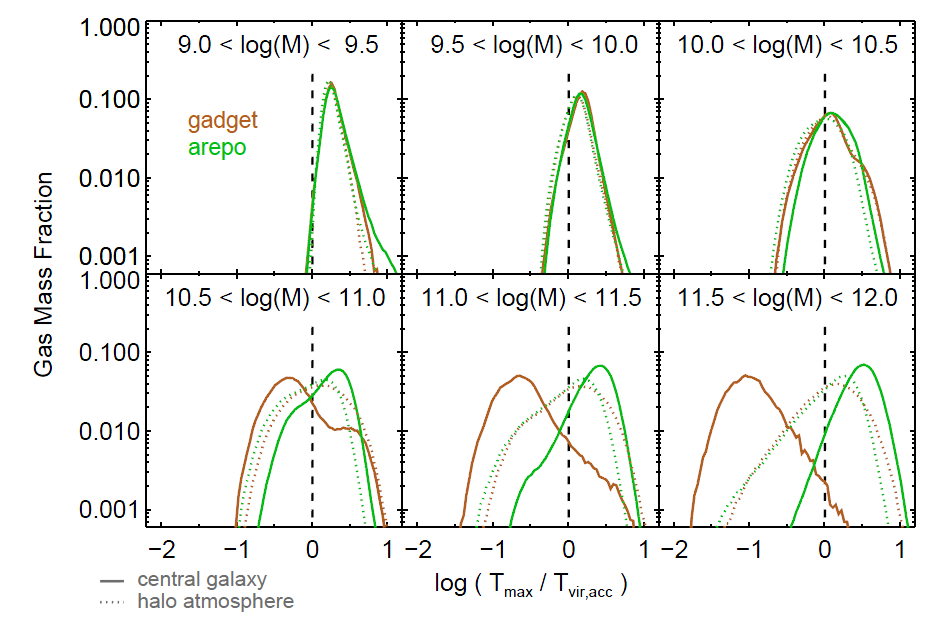 1.000
9.0 < log(M) < 9.5
9.5 < log(M) < 10.0
10.0 < log(M) < 10.5
0.100
gadget
arepo
0.010
0.001
Gas Mass Fraction
1.000
10.5 < log(M) < 11.0
11.0 < log(M) < 11.5
11.5 < log(M) < 12.0
0.100
0.010
0.001
−2 −1 0 1 −2 −1 0 1 −2 −1 0 1
central galaxy
halo atmosphere
log ( Tmax / Tvir,acc )